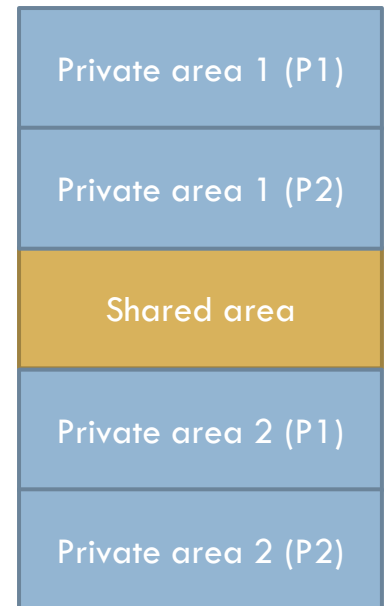 Private area 1 (P1)
Private area 1 (P2)
Shared area
Private area 2 (P1)
Private area 2 (P2)